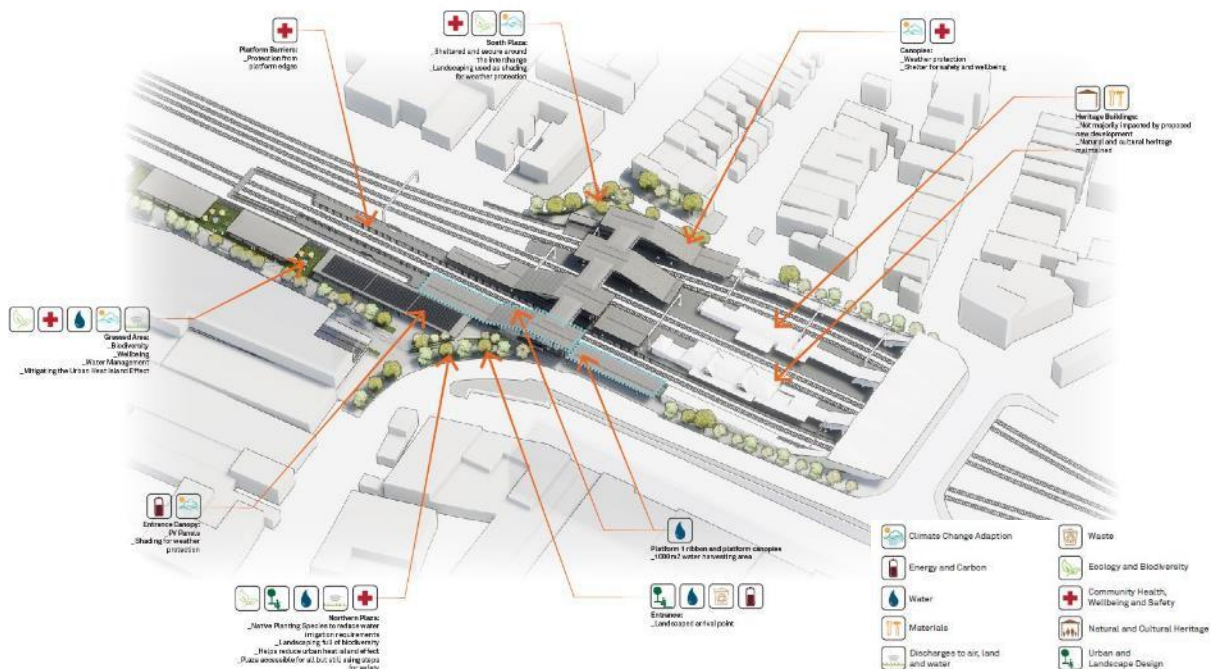 Platform Barriers:
_Protection from
platform edges
South Plaza:
_Sheltered and secure around
the interchange
_Landscaping used as shading
for weather protection
Canopies:
_Weather protection
_Shelter for safety and wellbeing
Heritage Buildings:
_Not majority impacted by proposed
new development
_Natural and cultural heritage
maintained
Grassed Area:
_Biodiversity
_Wellbeing
_Water Management
_Mitigating the Urban Heat Island Effect
Entrance Canopy:
_PV Panels
_Shading for weather
protection
Northern Plaza:
_Native Planting Species to reduce water
irrigation requirements
_Landscaping full of biodiversity
_Helps reduce urban heat island effect
_Plaza accessible for all but still using steps
for safety
Platform 1 ribbon and platform canopies
_1000m2 water harvesting area
Entrance:
_Landscaped arrival point
Climate Change Adaption
Energy and Carbon
Water
Materials
Discharges to air, land
and water
Waste
Ecology and Biodiversity
Community Health,
Wellbeing and Safety
Natural and Cultural Heritage
Urban and
Landscape Design